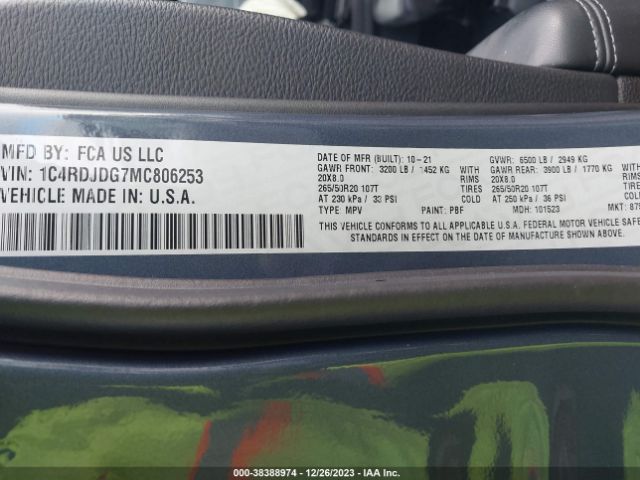 MFD BY: FCA US LLC
VIN: 1C4RDJDG7MC806253
VEHICLE MADE IN U.S.A.
DATE OF MFR (BUILT): 10-21 GVWR: 6500 LB / 2949 KG
GAWR FRONT: 3200 LB / 1452 KG GAWR REAR: 3900 LB / 1770 KG
20X8.0 RIMS 20X8.0 RIMS
265/50R20 107T TIRES 265/50R20 107T TIRES
AT 230 kPa / 33 PSI COLD AT 250 kPa / 36 PSI COLD
TYPE: MPV PAINT: PBF MDH: 101523 MKT: 879
THIS VEHICLE CONFORMS TO ALL APPLICABLE U.S.A. FEDERAL MOTOR VEHICLE SAFE
STANDARDS IN EFFECT ON THE DATE OF MANUFACTURE SHOWN ABOVE.
000-38388974 / 12/26/2023 / IAA Inc.